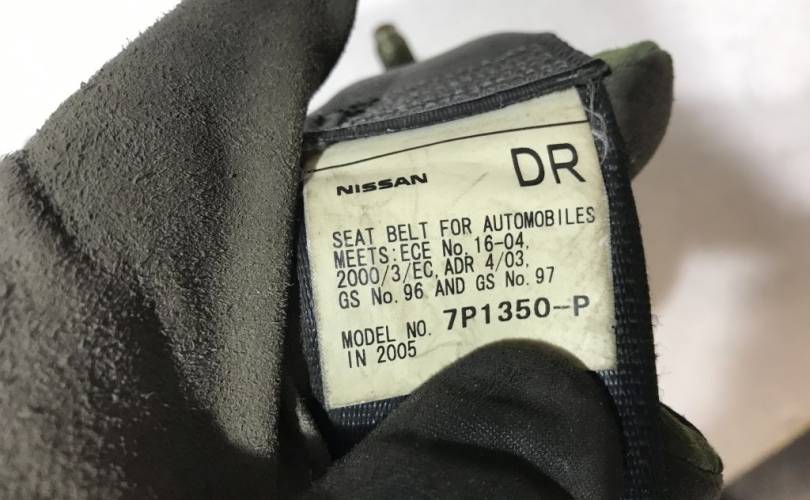 NISSAN DR
SEAT BELT FOR AUTOMOBILES
MEETS:ECE No.16-04,
2000/3/EC,ADR 4/03,
GS No.96 AND GS No.97
MODEL NO. 7P1350-P
IN 2005